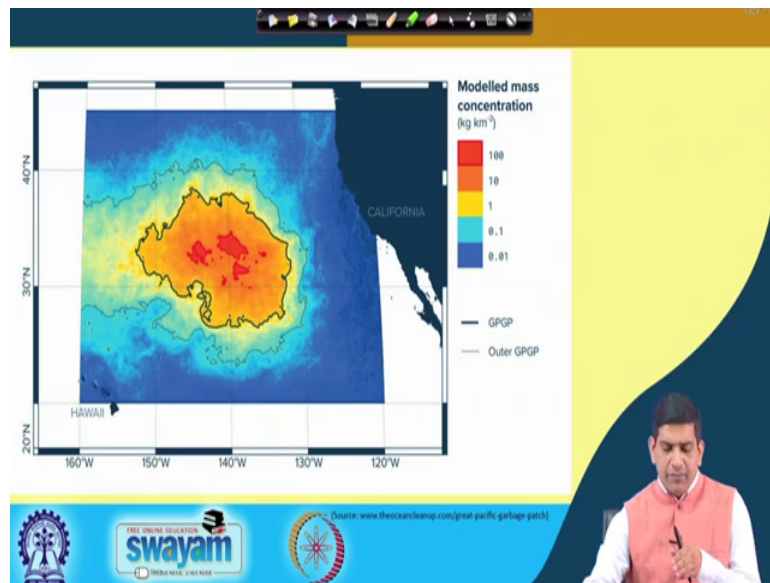 Modelled mass
concentration
(kg km⁻²)
100
10
1
0.1
0.01
GPGP
Outer GPGP
CALIFORNIA
HAWAII
40°N
30°N
20°N
160°W 150°W 140°W 130°W 120°W
(Source: www.theoceancleanup.com/great-pacific-garbage-patch)
FREE ONLINE EDUCATION
swayam